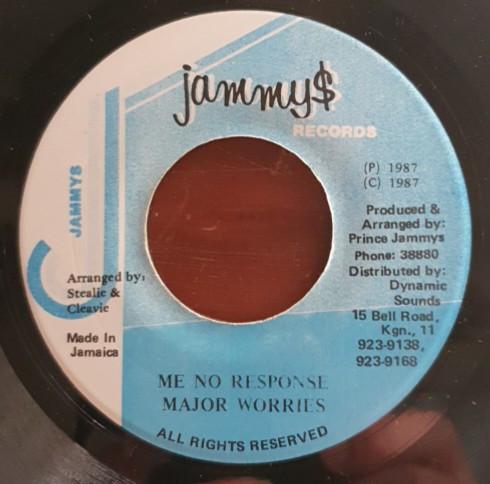 jammy$
RECORDS
JAMMYS
(P) 1987
(C) 1987
Produced &
Arranged by:
Prince Jammys
Phone: 38880
Distributed by:
Dynamic
Sounds
15 Bell Road,
Kgn., 11
923-9138,
923-9168
Arranged by:
Stealie &
Cleavie
Made In
Jamaica
ME NO RESPONSE
MAJOR WORRIES
ALL RIGHTS RESERVED